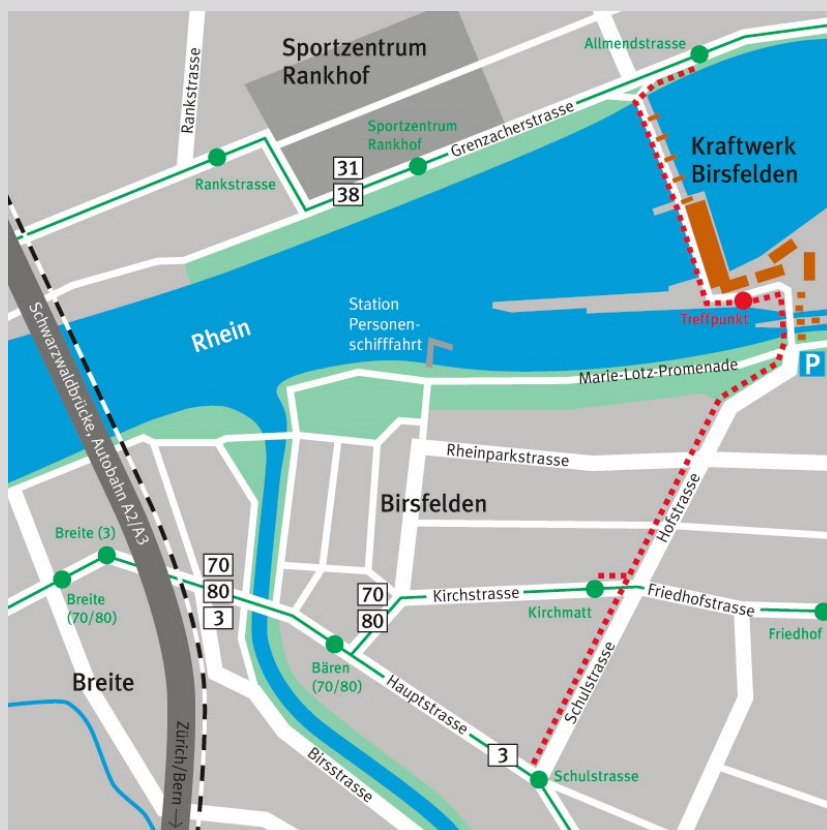 Sportzentrum
Rankhof
Allmendstrasse
Rankstrasse
Sportzentrum
Rankhof
Grenzacherstrasse
Kraftwerk
Birsfelden
31
38
Rankstrasse
Rhein
Station
Personen-
schifffahrt
Treffpunkt
P
Marie-Lotz-Promenade
Schwarzwaldbrücke, Autobahn A2/A3
Rheinparkstrasse
Birsfelden
Hofstrasse
Breite (3)
70
80
3
Breite
(70/80)
70
80
Kirchstrasse
Kirchmatt
Friedhofstrasse
Friedhof
Bären
(70/80)
Breite
Hauptstrasse
Schulstrasse
3
Schulstrasse
Birsstrasse
Zürich/Bern →